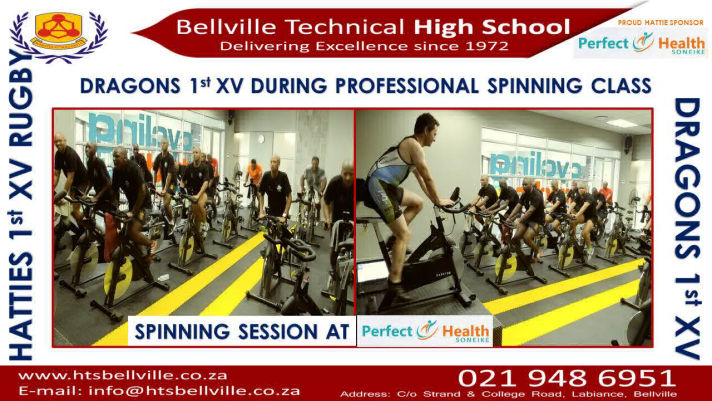 Bellville Technical High School
Delivering Excellence since 1972
PROUD HATTIE SPONSOR
Perfect Health
SONEIKE
DRAGONS 1st XV DURING PROFESSIONAL SPINNING CLASS
HATTIES 1st XV RUGBY
cycling
cycling
DRAGONS 1st XV
SPINNING SESSION AT
Perfect Health
SONEIKE
www.htsbellville.co.za
E-mail: info@htsbellville.co.za
021 948 6951
Address: C/o Strand & College Road, Labiance, Bellville